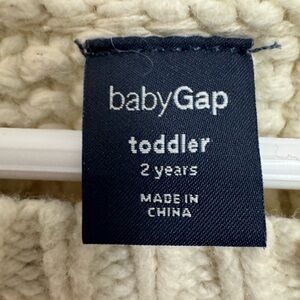 babyGap
toddler
2 years
MADE IN
CHINA